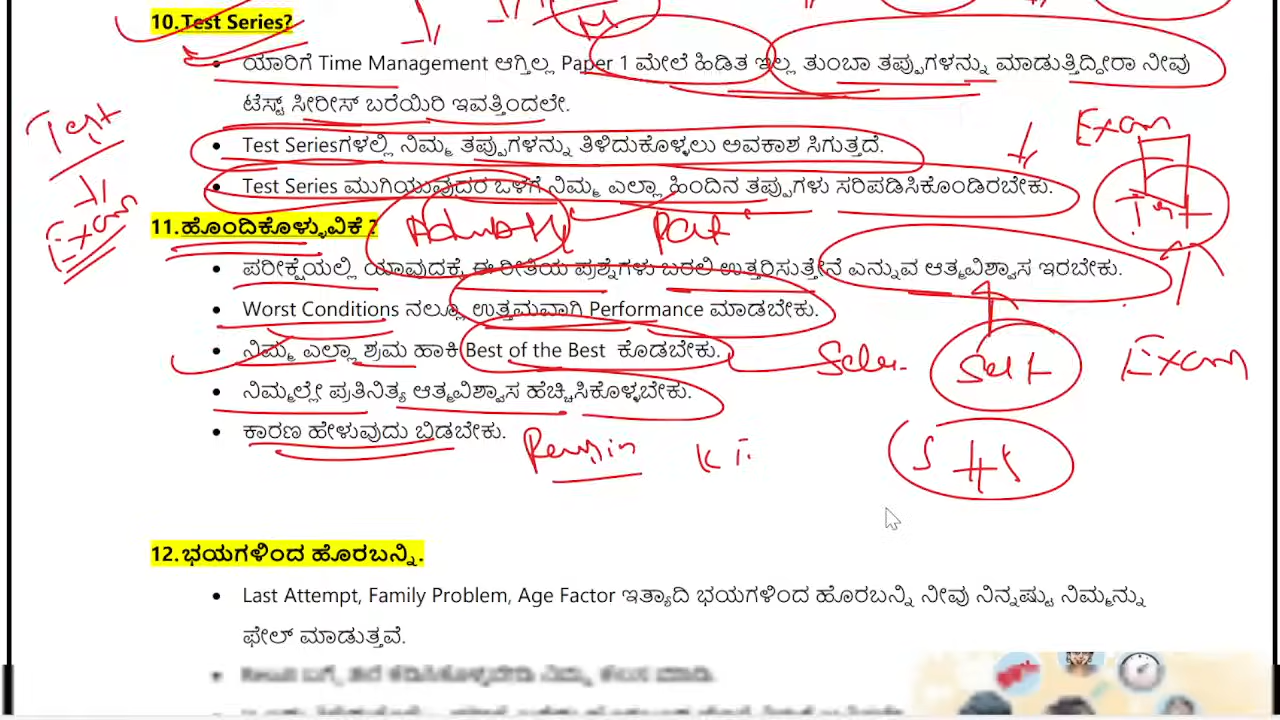 10.Test Series?
• ಯಾರಿಗೆ Time Management ಆಗ್ತಿಲ್ಲ Paper 1 ಮೇಲೆ ಹಿಡಿತ ಇಲ್ಲ ತುಂಬಾ ತಪ್ಪುಗಳನ್ನು ಮಾಡುತ್ತಿದ್ದೀರಾ ನೀವು
ಟೆಸ್ಟ್ ಸೀರೀಸ್ ಬರೆಯಿರಿ ಇವತ್ತಿಂದಲೇ.
Test
Exam
• Test Seriesಗಳಲ್ಲಿ ನಿಮ್ಮ ತಪ್ಪುಗಳನ್ನು ತಿಳಿದುಕೊಳ್ಳಲು ಅವಕಾಶ ಸಿಗುತ್ತದೆ.
• Test Series ಮುಗಿಯುವುದರ ಒಳಗೆ ನಿಮ್ಮ ಎಲ್ಲಾ ಹಿಂದಿನ ತಪ್ಪುಗಳು ಸರಿಪಡಿಸಿಕೊಂಡಿರಬೇಕು.
Exam
11.ಹೊಂದಿಕೊಳ್ಳುವಿಕೆ ?
• ಪರೀಕ್ಷೆಯಲ್ಲಿ ಯಾವುದಕ್ಕೆ ಈ ರೀತಿಯ ಪ್ರಶ್ನೆಗಳು ಬರಲಿ ಉತ್ತರಿಸುತ್ತೇನೆ ಎನ್ನುವ ಆತ್ಮವಿಶ್ವಾಸ ಇರಬೇಕು.
• Worst Conditions ನಲ್ಲೂ ಉತ್ತಮವಾಗಿ Performance ಮಾಡಬೇಕು.
• ನಿಮ್ಮ ಎಲ್ಲಾ ಶ್ರಮ ಹಾಕಿ Best of the Best ಕೊಡಬೇಕು.
Self
Exam
• ನಿಮ್ಮಲ್ಲೇ ಪ್ರತಿನಿತ್ಯ ಆತ್ಮವಿಶ್ವಾಸ ಹೆಚ್ಚಿಸಿಕೊಳ್ಳಬೇಕು.
• ಕಾರಣ ಹೇಳುವುದು ಬಿಡಬೇಕು.
12.ಭಯಗಳಿಂದ ಹೊರಬನ್ನಿ.
• Last Attempt, Family Problem, Age Factor ಇತ್ಯಾದಿ ಭಯಗಳಿಂದ ಹೊರಬನ್ನಿ ನೀವು ನಿನ್ನಷ್ಟು ನಿಮ್ಮನ್ನು
ಫೇಲ್ ಮಾಡುತ್ತವೆ.